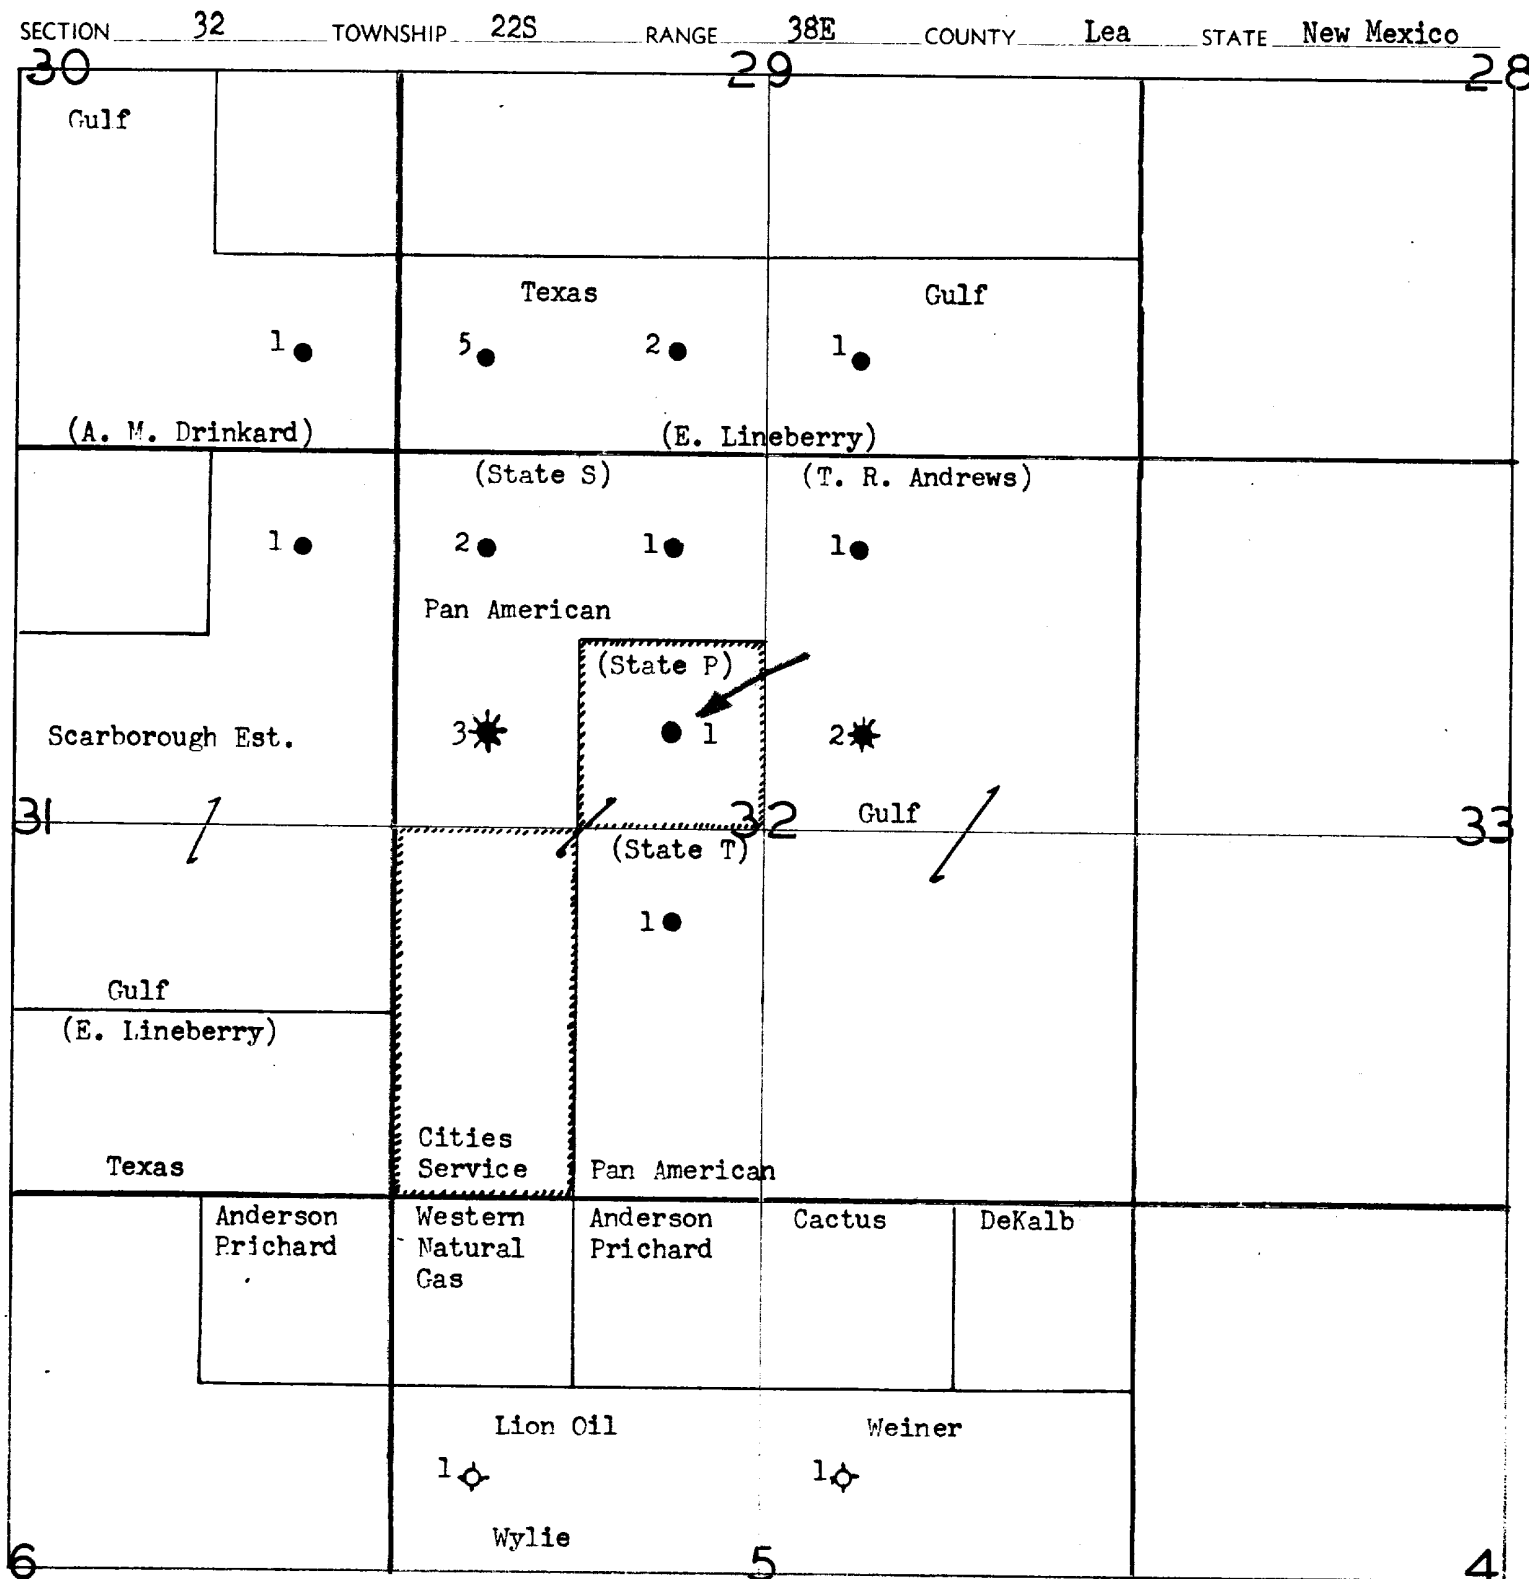 SECTION 32 TOWNSHIP 22S RANGE 38E COUNTY Lea STATE New Mexico
30 29 28
Gulf
Texas Gulf
1 5 2 1
(A. M. Drinkard) (E. Lineberry)
(State S) (T. R. Andrews)
1 2 1 1
Pan American
(State P)
Scarborough Est. 3 1 2
31 32 Gulf 33
(State T)
1
Gulf
(E. Lineberry)
Cities
Texas Service Pan American
Anderson Western Anderson Cactus DeKalb
Prichard Natural Prichard
Gas
Lion Oil Weiner
1 1
Wylie
6 5 4